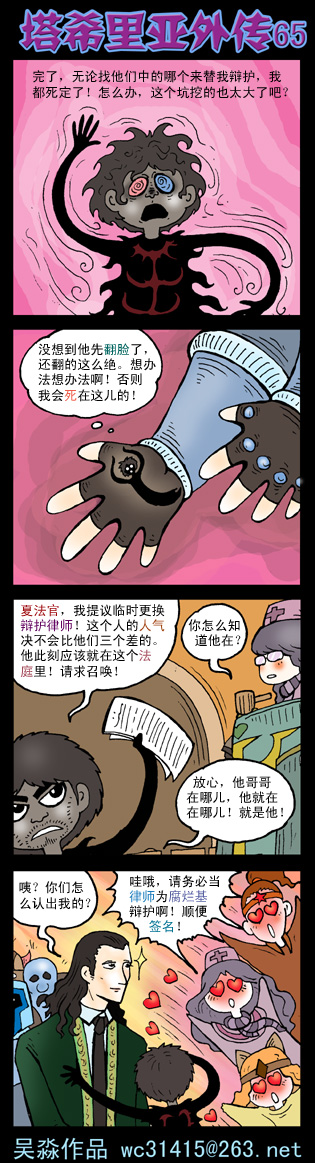 塔希里亚外传65
完了，无论找他们中的哪个来替我辩护，我
都死定了！怎么办，这个坑挖的也太大了吧？
没想到他先翻脸了，
还翻的这么绝。想办
法想办法啊！否则
我会死在这儿的！
夏法官，我提议临时更换
辩护律师！这个人的人气
决不会比他们三个差的。
他此刻应该就在这个法
庭里！请求召唤！
你怎么知
道他在？
放心，他哥哥
在哪儿，他就在
在哪儿！就是他！
咦？你们怎
么认出我的？
哇哦，请务必当
律师为腐烂基
辩护啊！顺便
签名！
吴淼作品 wc31415@263.net